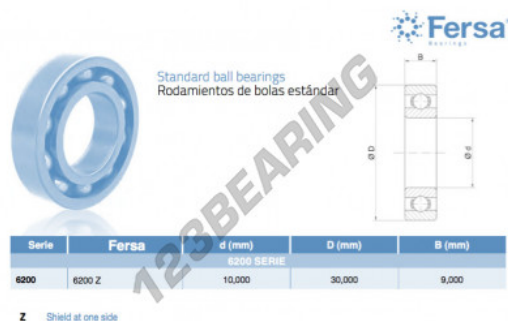 Fersa
Bearings
Standard ball bearings
Rodamientos de bolas estándar
B
Ø D
Ø d
123BEARING
Serie Fersa d (mm) D (mm) B (mm)
6200 SERIE
6200 6200 Z 10,000 30,000 9,000
Z Shield at one side